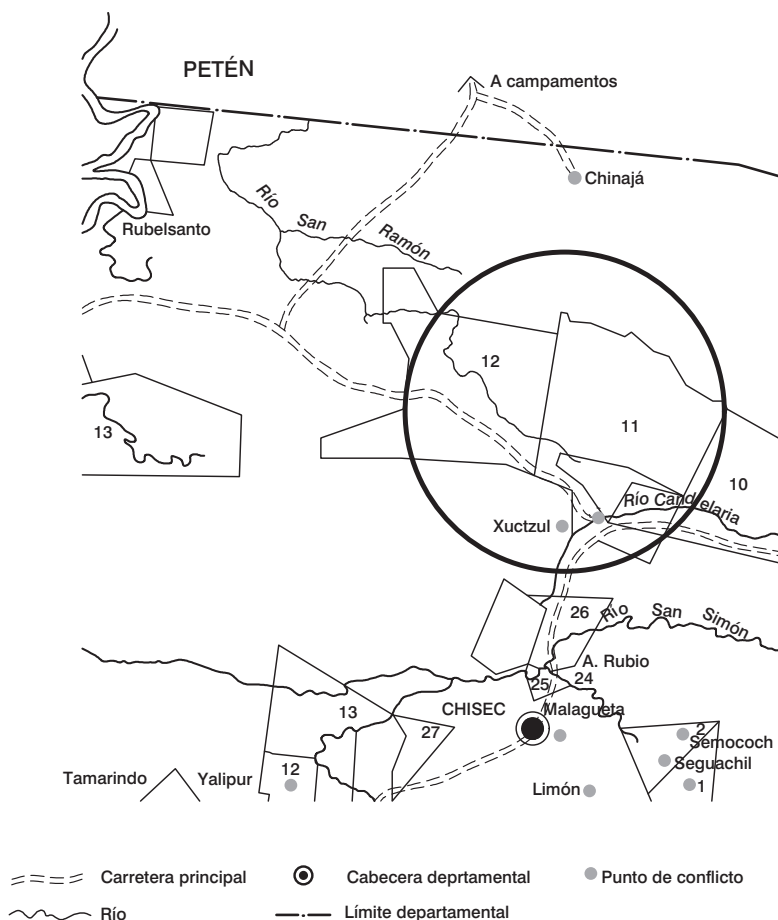 PETÉN
A campamentos
Chinajá
Río San Ramón
Rubelsanto
12
11
13
10
Río Candelaria
Xuctzul
26
Río San Simón
A. Rubio
25
24
13
CHISEC
Malagueta
27
2
Semococh
Seguachil
Tamarindo
Yalipur
12
Limón
1
Carretera principal
Cabecera deprtamental
Punto de conflicto
Río
Límite departamental